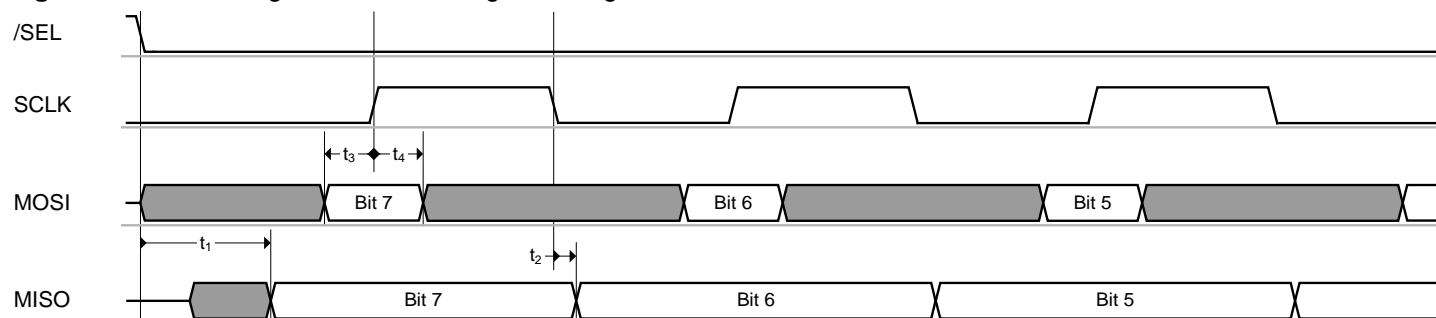 /SEL
SCLK
t3 t4
MOSI Bit 7 Bit 6 Bit 5
t1 t2
MISO Bit 7 Bit 6 Bit 5